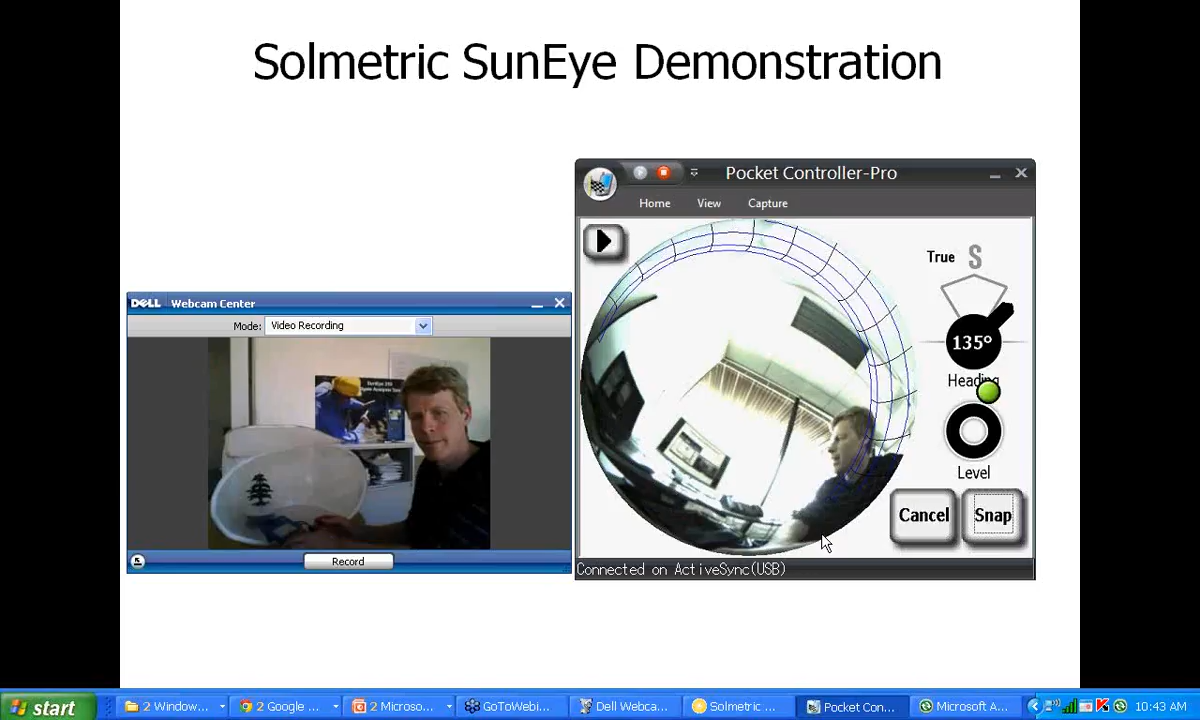 Solmetric SunEye Demonstration
Pocket Controller-Pro
Home View Capture
True S
135°
Heading
Level
Cancel Snap
Connected on ActiveSync(USB)
DELL Webcam Center
Mode: Video Recording
Record
start
2 Window...
2 Google ...
2 Microso...
GoToWebi...
Dell Webca...
Solmetric ...
Pocket Con...
Microsoft A...
10:43 AM